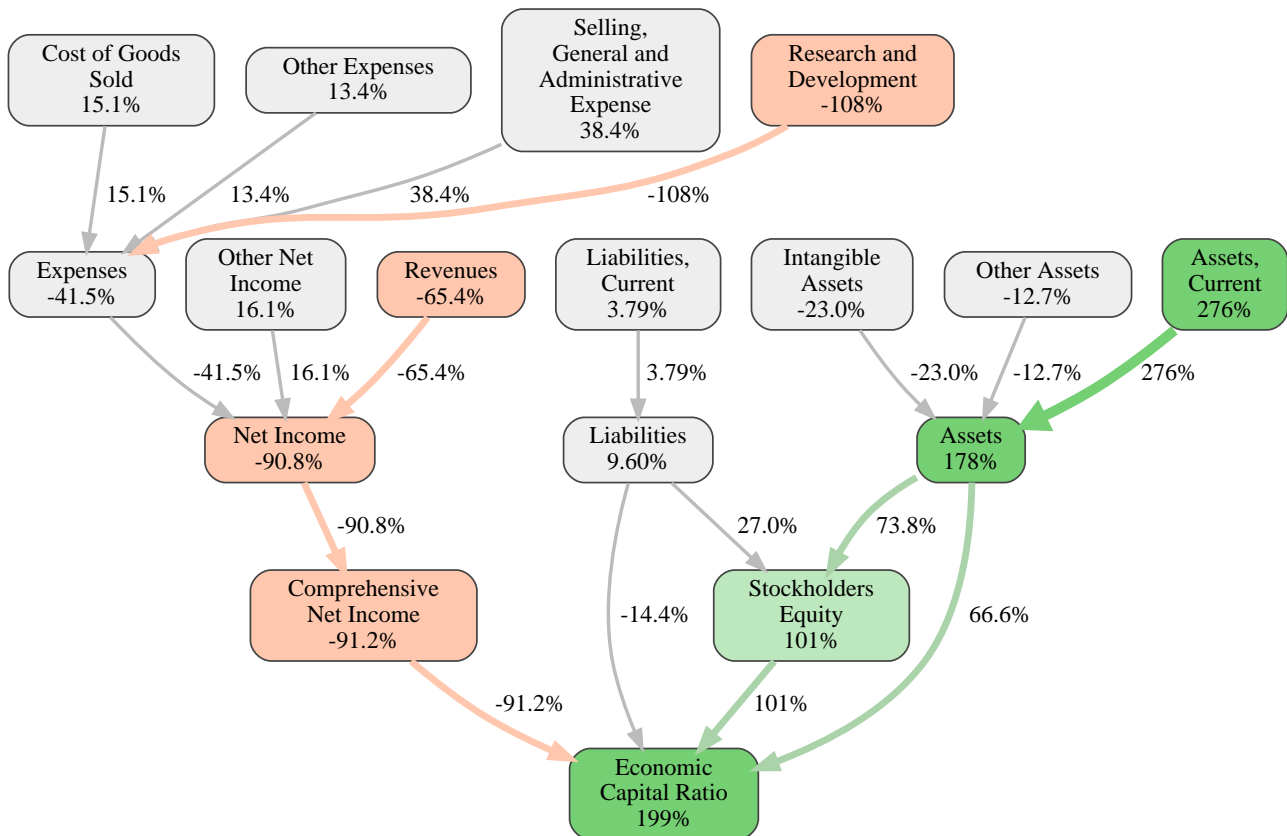 Cost of Goods
Sold
15.1%
Other Expenses
13.4%
Selling,
General and
Administrative
Expense
38.4%
Research and
Development
-108%
15.1%
13.4%
38.4%
-108%
Expenses
-41.5%
Other Net
Income
16.1%
Revenues
-65.4%
Liabilities,
Current
3.79%
Intangible
Assets
-23.0%
Other Assets
-12.7%
Assets,
Current
276%
-41.5%
16.1%
-65.4%
3.79%
-23.0%
-12.7%
276%
Net Income
-90.8%
Liabilities
9.60%
Assets
178%
-90.8%
27.0%
73.8%
Comprehensive
Net Income
-91.2%
-14.4%
Stockholders
Equity
101%
66.6%
-91.2%
101%
Economic
Capital Ratio
199%